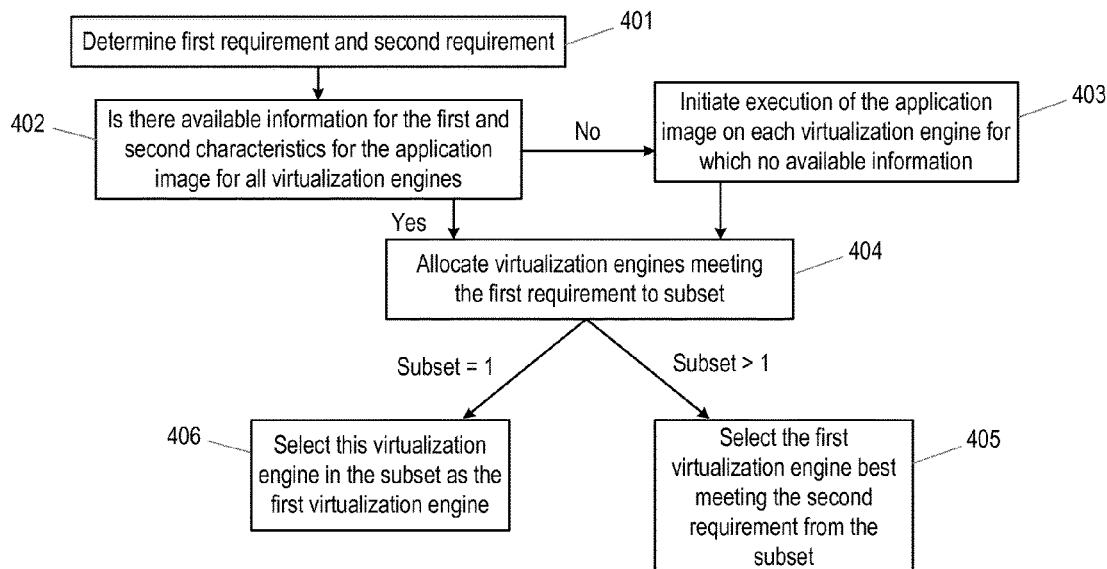 Determine first requirement and second requirement
401
402
Is there available information for the first and
second characteristics for the application
image for all virtualization engines
No
Initiate execution of the application
image on each virtualization engine for
which no available information
403
Yes
Allocate virtualization engines meeting
the first requirement to subset
404
Subset = 1
Subset > 1
406
Select this virtualization
engine in the subset as the
first virtualization engine
Select the first
virtualization engine best
meeting the second
requirement from the
subset
405